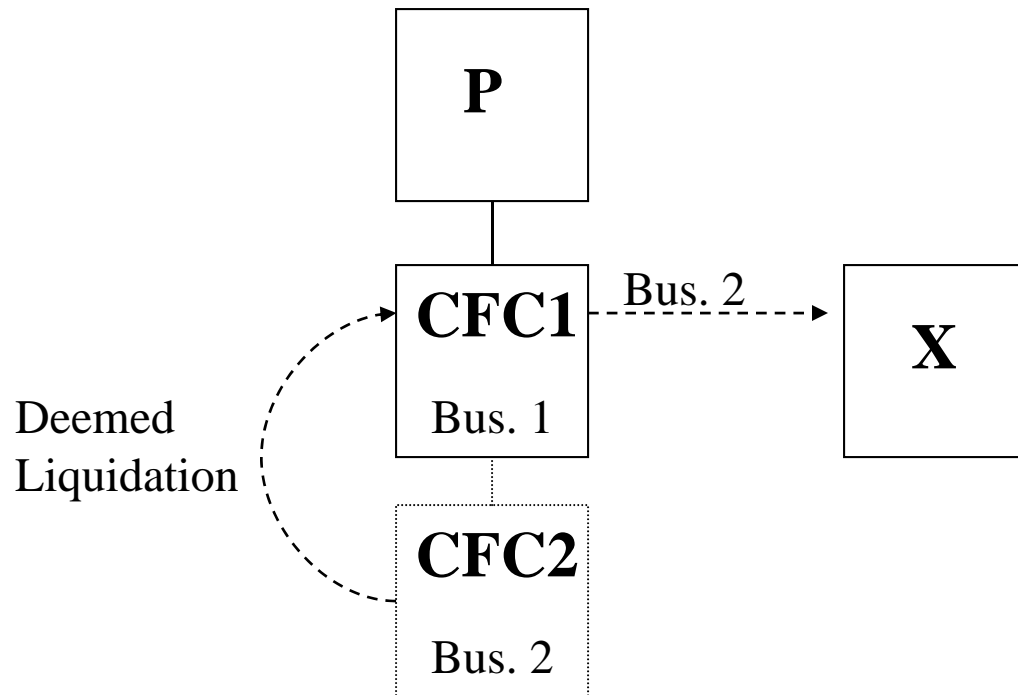 P
CFC1
Bus. 2
X
Bus. 1
Deemed
Liquidation
CFC2
Bus. 2